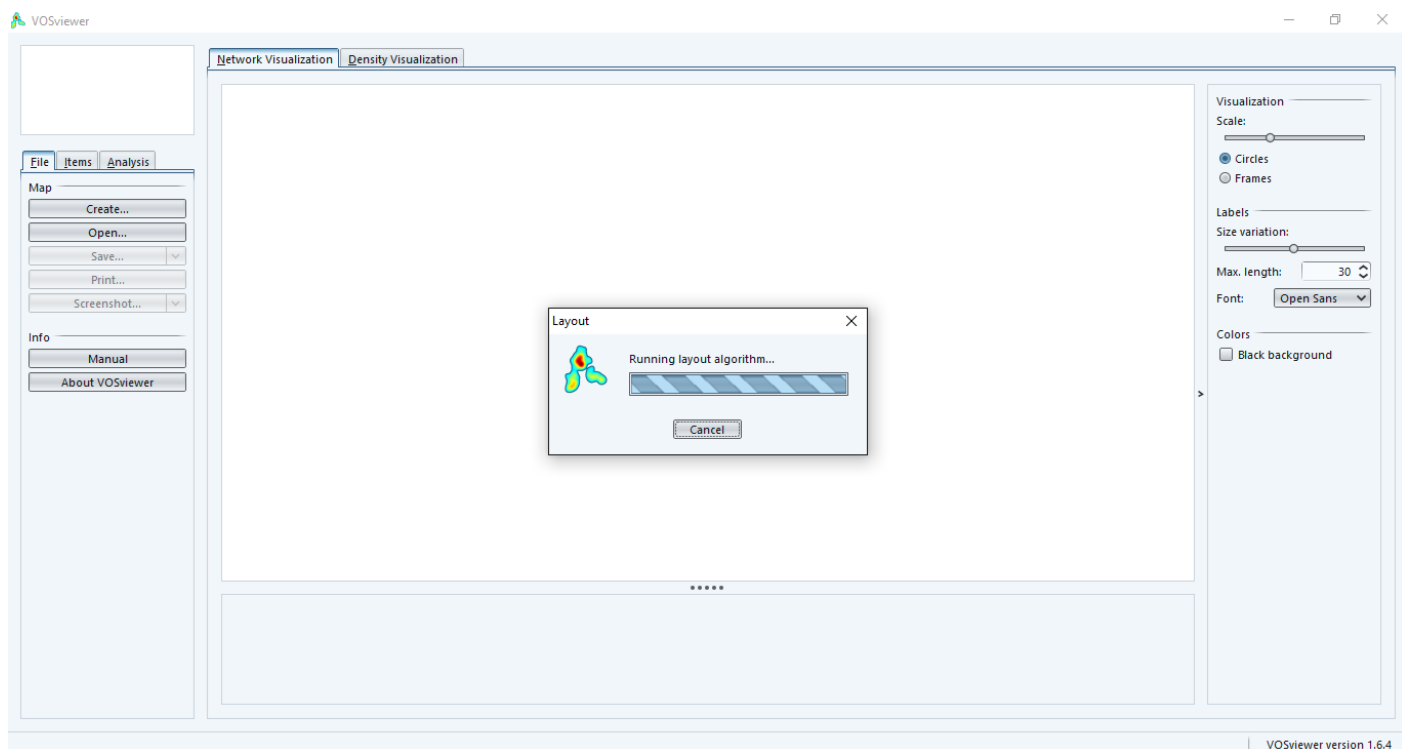 VOSviewer
Network Visualization Density Visualization
File Items Analysis
Map
Create...
Open...
Save...
Print...
Screenshot...
Info
Manual
About VOSviewer
Layout
Running layout algorithm...
Cancel
Visualization
Scale:
Circles
Frames
Labels
Size variation:
Max. length: 30
Font: Open Sans
Colors
Black background
VOSviewer version 1.6.4